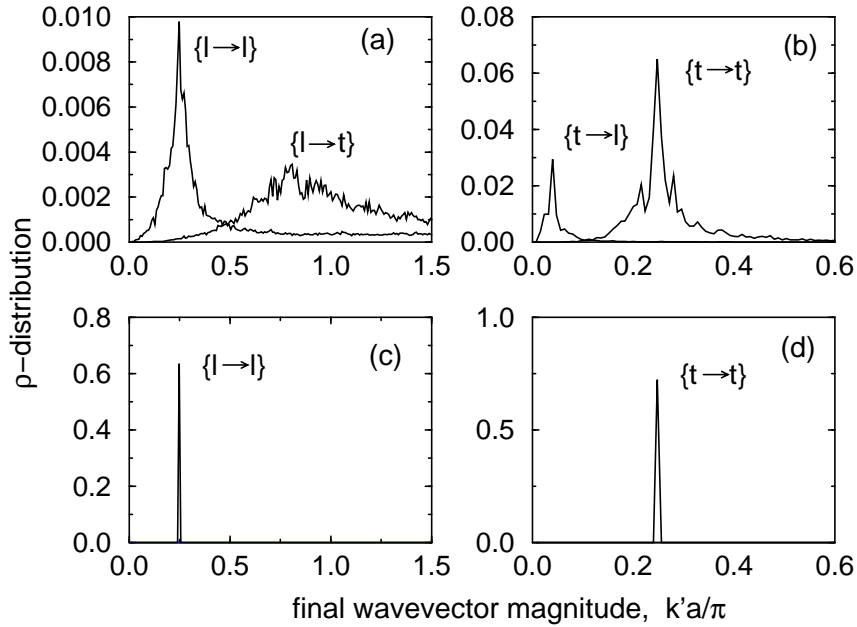 ρ−distribution
0.010
0.008
0.006
0.004
0.002
0.000
0.0 0.5 1.0 1.5
(a)
{l→l}
{l→t}
0.08
0.06
0.04
0.02
0.00
0.0 0.2 0.4 0.6
(b)
{t→t}
{t→l}
0.8
0.6
0.4
0.2
0.0
0.0 0.5 1.0 1.5
(c)
{l→l}
1.0
0.5
0.0
0.0 0.2 0.4 0.6
(d)
{t→t}
final wavevector magnitude, k'a/π